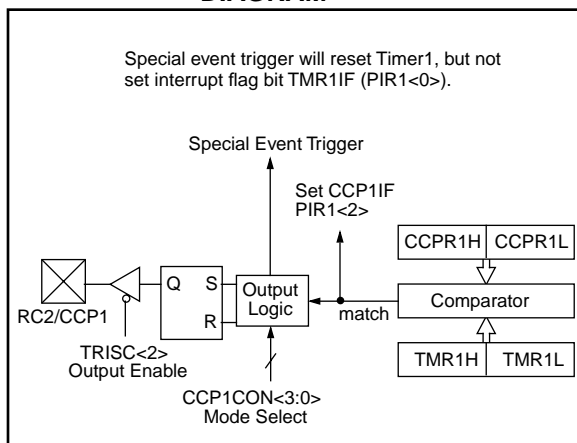 DIAGRAM
Special event trigger will reset Timer1, but not
set interrupt flag bit TMR1IF (PIR1<0>).
Special Event Trigger
Set CCP1IF
PIR1<2>
CCPR1H CCPR1L
Q S Output
Logic
R
match
Comparator
RC2/CCP1
TRISC<2>
Output Enable
TMR1H TMR1L
CCP1CON<3:0>
Mode Select